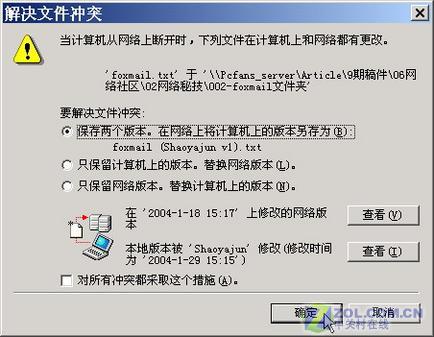 解决文件冲突
当计算机从网络上断开时，下列文件在计算机上和网络都有更改。
'foxmail.txt' 于 '\\Pcfans_server\Article\9期稿件\06网
络社区\02网络秘技\002-foxmail文件夹'
要解决文件冲突:
保存两个版本。在网络上将计算机上的版本另存为(B):
foxmail (Shaoyajun v1).txt
只保留计算机上的版本。替换网络版本(L)。
只保留网络版本。替换计算机上的版本(N)。
在 '2004-1-18 15:17' 上修改的网络版
本
查看(V)
本地版本被 'Shaoyajun' 修改(修改时间
为 '2004-1-29 15:15')
查看(I)
对所有冲突都采取这个措施(A)。
确定
取消
ZOL.COM.CN
中关村在线